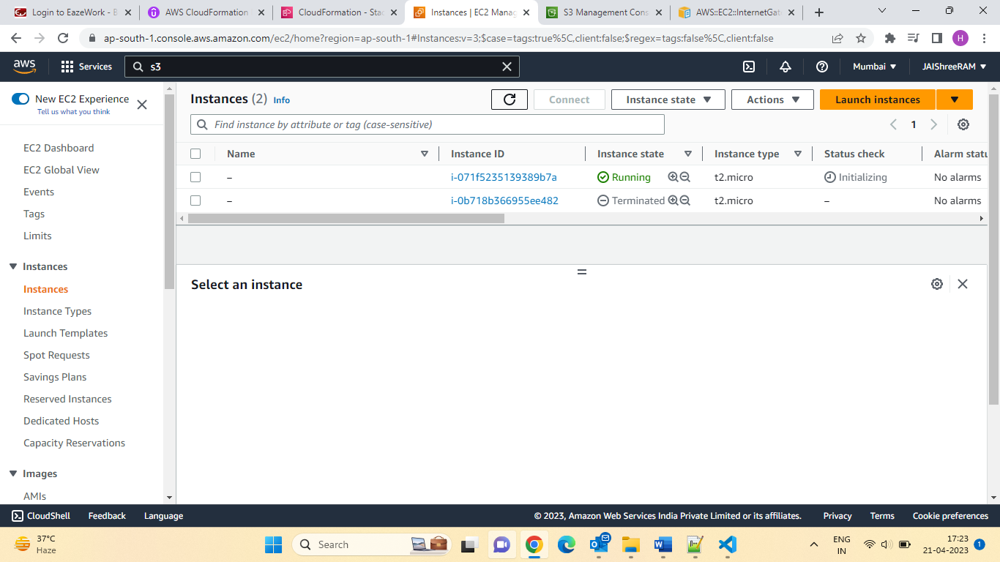 Login to EazeWork - B
AWS CloudFormation
CloudFormation - Stac
Instances | EC2 Manag
S3 Management Cons
AWS::EC2::InternetGat
ap-south-1.console.aws.amazon.com/ec2/home?region=ap-south-1#Instances:v=3;$case=tags:true%5C,client:false;$regex=tags:false%5C,client:false
H
aws
Services
s3
Mumbai
JAIShreeRAM
New EC2 Experience
Tell us what you think
EC2 Dashboard
EC2 Global View
Events
Tags
Limits
Instances
Instances
Instance Types
Launch Templates
Spot Requests
Savings Plans
Reserved Instances
Dedicated Hosts
Capacity Reservations
Images
AMIs
Instances (2) Info
Connect
Instance state
Actions
Launch instances
Find instance by attribute or tag (case-sensitive)
1
Name Instance ID Instance state Instance type Status check Alarm statu
– i-071f5235139389b7a Running t2.micro Initializing No alarms
– i-0b718b366955ee482 Terminated t2.micro – No alarms
Select an instance
CloudShell Feedback Language © 2023, Amazon Web Services India Private Limited or its affiliates. Privacy Terms Cookie preferences
37°C
Haze
Search
ENG
IN
17:23
21-04-2023
1